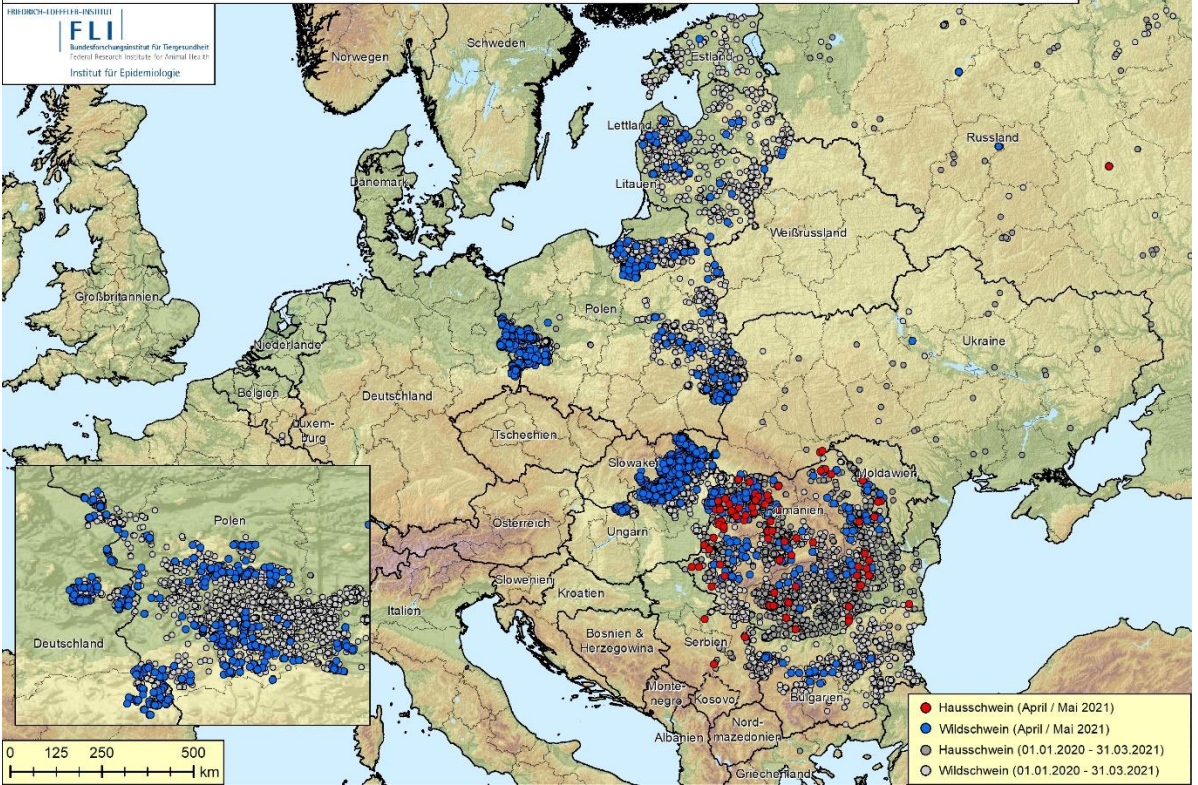 FRIEDRICH-LOEFFLER-INSTITUT
FLI
Bundesforschungsinstitut für Tiergesundheit
Federal Research Institute for Animal Health
Institut für Epidemiologie
Norwegen
Schweden
Estland
Lettland
Russland
Dänemark
Litauen
Weißrussland
Großbritannien
Polen
Niederlande
Ukraine
Belgien
Deutschland
Luxem-
burg
Tschechien
Slowakei
Moldawien
Rumänien
Österreich
Ungarn
Slowenien
Kroatien
Italien
Bosnien &
Herzegowina
Serbien
Monte-
negro
Kosovo
Bulgarien
Nord-
mazedonien
Albanien
Griechenland
Polen
Deutschland
0 125 250 500
km
Hausschwein (April / Mai 2021)
Wildschwein (April / Mai 2021)
Hausschwein (01.01.2020 - 31.03.2021)
Wildschwein (01.01.2020 - 31.03.2021)